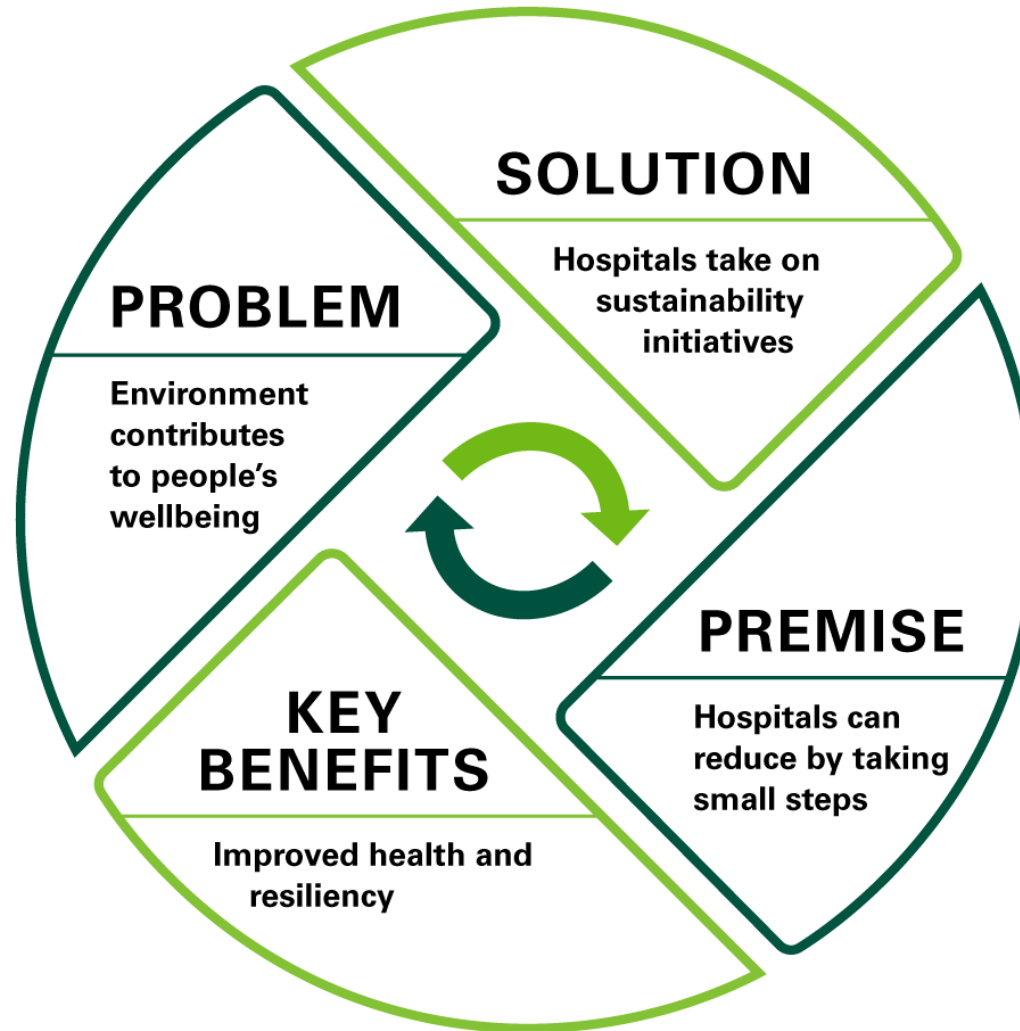 PROBLEM
Environment
contributes
to people’s
wellbeing
SOLUTION
Hospitals take on
sustainability
initiatives
PREMISE
Hospitals can
reduce by taking
small steps
KEY
BENEFITS
Improved health and
resiliency